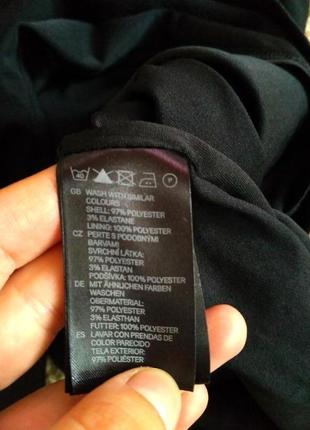 40 P
GB WASH WITH SIMILAR
COLOURS
SHELL: 97% POLYESTER
3% ELASTANE
LINING: 100% POLYESTER
CZ PERTE S PODOBNÝMI
BARVAMI
SVRCHNÍ LÁTKA:
97% POLYESTER
3% ELASTAN
PODŠÍVKA: 100% POLYESTER
DE MIT ÄHNLICHEN FARBEN
WASCHEN
OBERMATERIAL:
97% POLYESTER
3% ELASTHAN
FUTTER: 100% POLYESTER
ES LAVAR CON PRENDAS DE
COLOR PARECIDO
TELA EXTERIOR:
97% POLIÉSTER